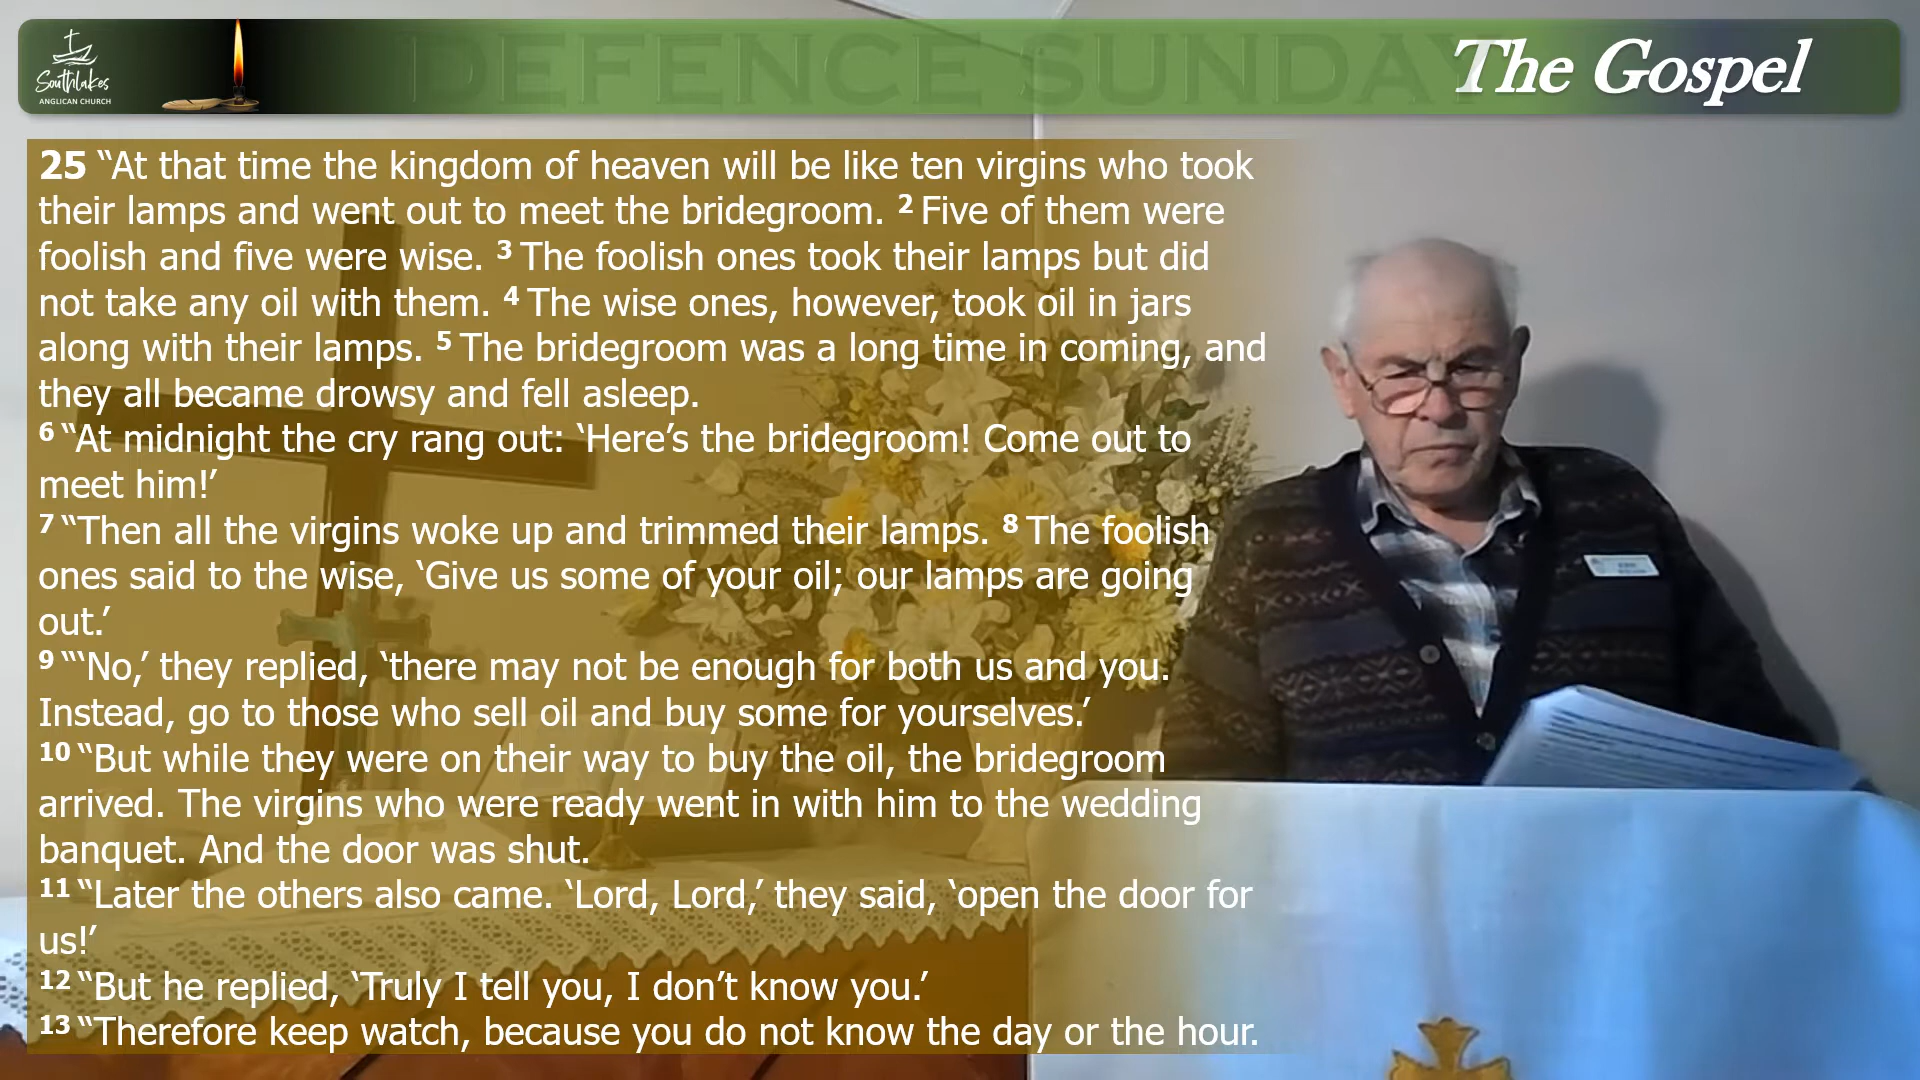 Southlakes
ANGLICAN CHURCH
DEFENCE SUNDAY
The Gospel
25 “At that time the kingdom of heaven will be like ten virgins who took
their lamps and went out to meet the bridegroom. 2 Five of them were
foolish and five were wise. 3 The foolish ones took their lamps but did
not take any oil with them. 4 The wise ones, however, took oil in jars
along with their lamps. 5 The bridegroom was a long time in coming, and
they all became drowsy and fell asleep.
6 “At midnight the cry rang out: ‘Here’s the bridegroom! Come out to
meet him!’
7 “Then all the virgins woke up and trimmed their lamps. 8 The foolish
ones said to the wise, ‘Give us some of your oil; our lamps are going
out.’
9 “‘No,’ they replied, ‘there may not be enough for both us and you.
Instead, go to those who sell oil and buy some for yourselves.’
10 “But while they were on their way to buy the oil, the bridegroom
arrived. The virgins who were ready went in with him to the wedding
banquet. And the door was shut.
11 “Later the others also came. ‘Lord, Lord,’ they said, ‘open the door for
us!’
12 “But he replied, ‘Truly I tell you, I don’t know you.’
13 “Therefore keep watch, because you do not know the day or the hour.